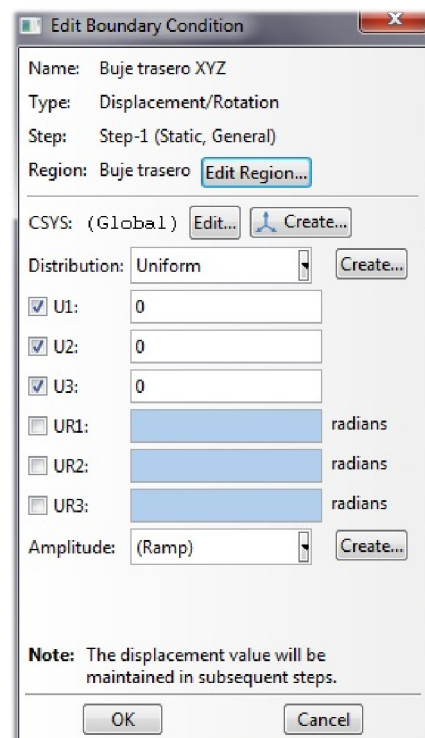 Edit Boundary Condition
x
Name: Buje trasero XYZ
Type: Displacement/Rotation
Step: Step-1 (Static, General)
Region: Buje trasero Edit Region...
CSYS: (Global) Edit... Create...
Distribution: Uniform Create...
U1: 0
U2: 0
U3: 0
UR1: radians
UR2: radians
UR3: radians
Amplitude: (Ramp) Create...
Note: The displacement value will be
maintained in subsequent steps.
OK Cancel